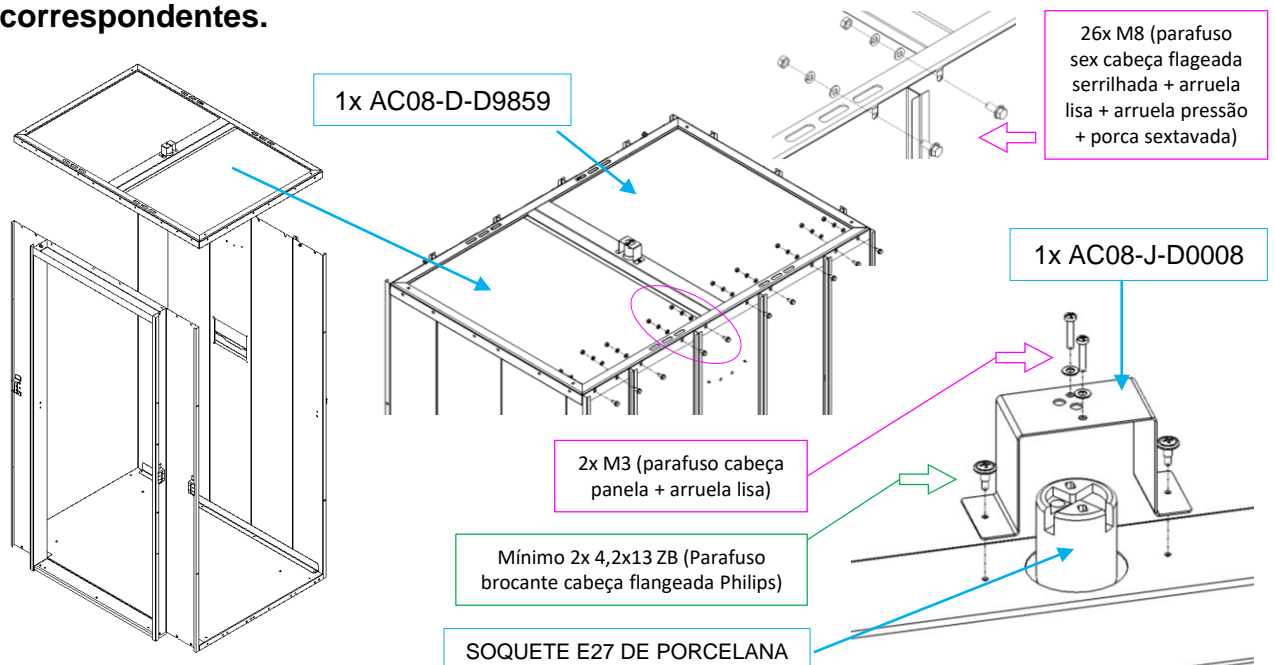 correspondentes.
1x AC08-D-D9859
26x M8 (parafuso
sex cabeça flageada
serrilhada + arruela
lisa + arruela pressão
+ porca sextavada)
1x AC08-J-D0008
2x M3 (parafuso cabeça
panela + arruela lisa)
Mínimo 2x 4,2x13 ZB (Parafuso
brocante cabeça flangeada Philips)
SOQUETE E27 DE PORCELANA